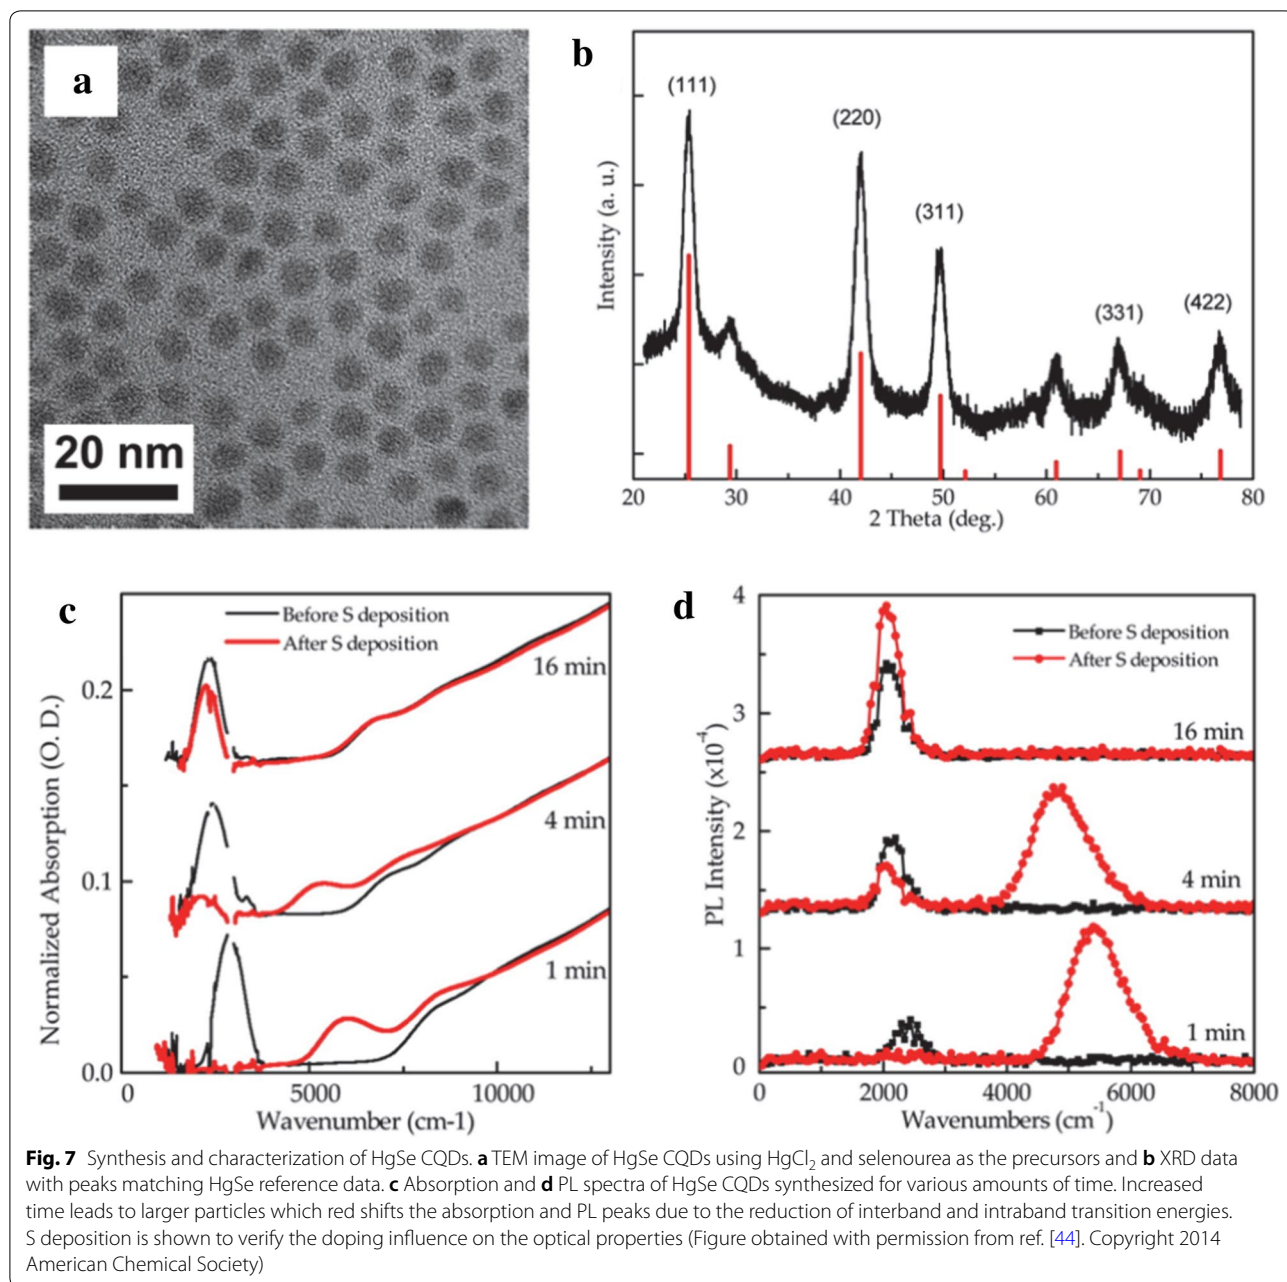 a
20 nm
b
(111)
(220)
(311)
(331)
(422)
Intensity (a. u.)
20 30 40 50 60 70 80
2 Theta (deg.)
c
Before S deposition
After S deposition
16 min
4 min
1 min
0.2
0.1
0.0
Normalized Absorption (O. D.)
0 5000 10000
Wavenumber (cm-1)
d
Before S deposition
After S deposition
16 min
4 min
1 min
4
3
2
1
0
PL Intensity (x10⁻⁴)
0 2000 4000 6000 8000
Wavenumbers (cm⁻¹)
Fig. 7 Synthesis and characterization of HgSe CQDs. a TEM image of HgSe CQDs using HgCl₂ and selenourea as the precursors and b XRD data
with peaks matching HgSe reference data. c Absorption and d PL spectra of HgSe CQDs synthesized for various amounts of time. Increased
time leads to larger particles which red shifts the absorption and PL peaks due to the reduction of interband and intraband transition energies.
S deposition is shown to verify the doping influence on the optical properties (Figure obtained with permission from ref. [44]. Copyright 2014
American Chemical Society)